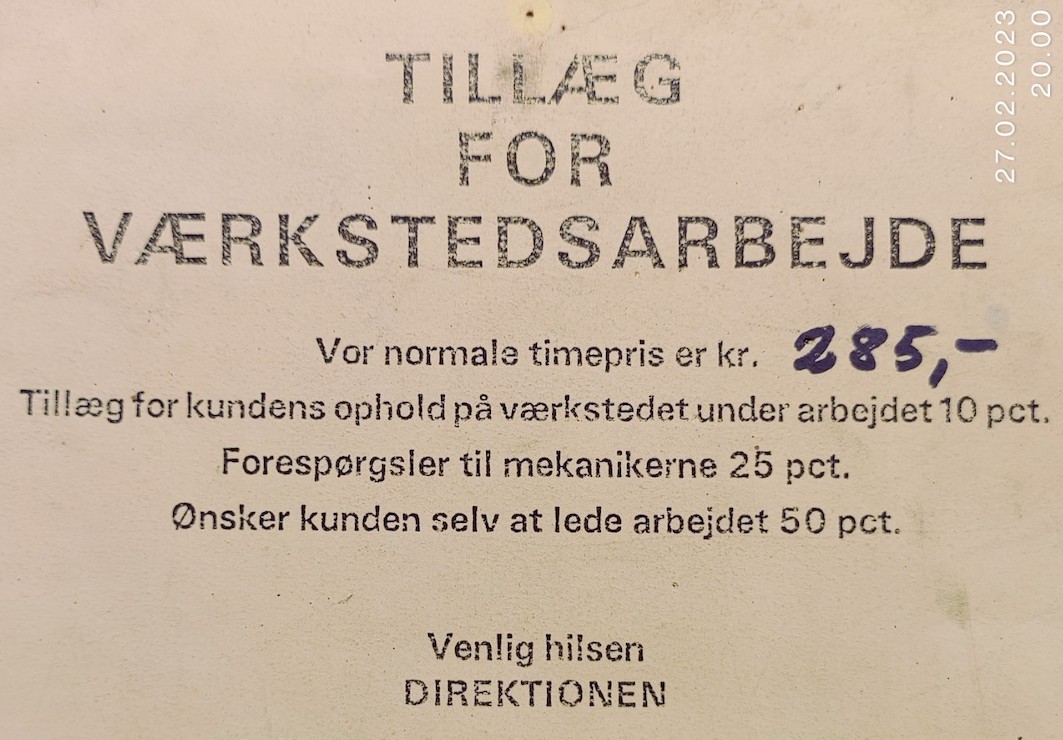 TILLÆG
FOR
VÆRKSTEDSARBEJDE
Vor normale timepris er kr. 285,-
Tillæg for kundens ophold på værkstedet under arbejdet 10 pct.
Forespørgsler til mekanikerne 25 pct.
Ønsker kunden selv at lede arbejdet 50 pct.
Venlig hilsen
DIREKTIONEN
27.02.2023
20.00